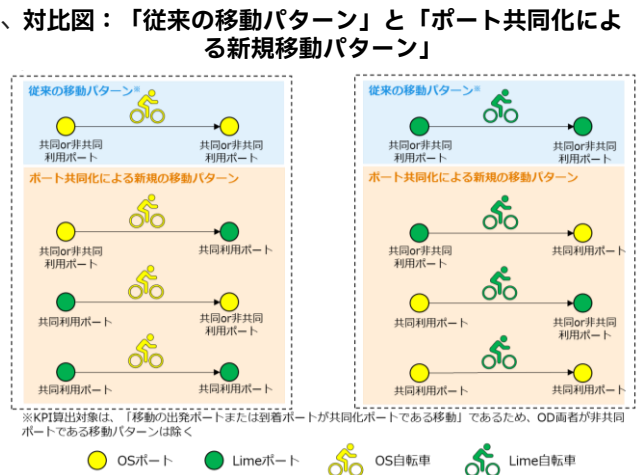 、対比図：「従来の移動パターン」と「ポート共同化によ
る新規移動パターン」
従来の移動パターン※
共同or非共同
利用ポート
共同or非共同
利用ポート
ポート共同化による新規の移動パターン
共同or非共同
利用ポート
共同利用ポート
共同利用ポート
共同or非共同
利用ポート
共同利用ポート
共同利用ポート
従来の移動パターン※
共同or非共同
利用ポート
共同or非共同
利用ポート
ポート共同化による新規の移動パターン
共同or非共同
利用ポート
共同利用ポート
共同利用ポート
共同or非共同
利用ポート
共同利用ポート
共同利用ポート
※KPI算出対象は、「移動の出発ポートまたは到着ポートが共同化ポートである移動」であるため、OD両者が非共同
ポートである移動パターンは除く
OSポート
Limeポート
OS自転車
Lime自転車